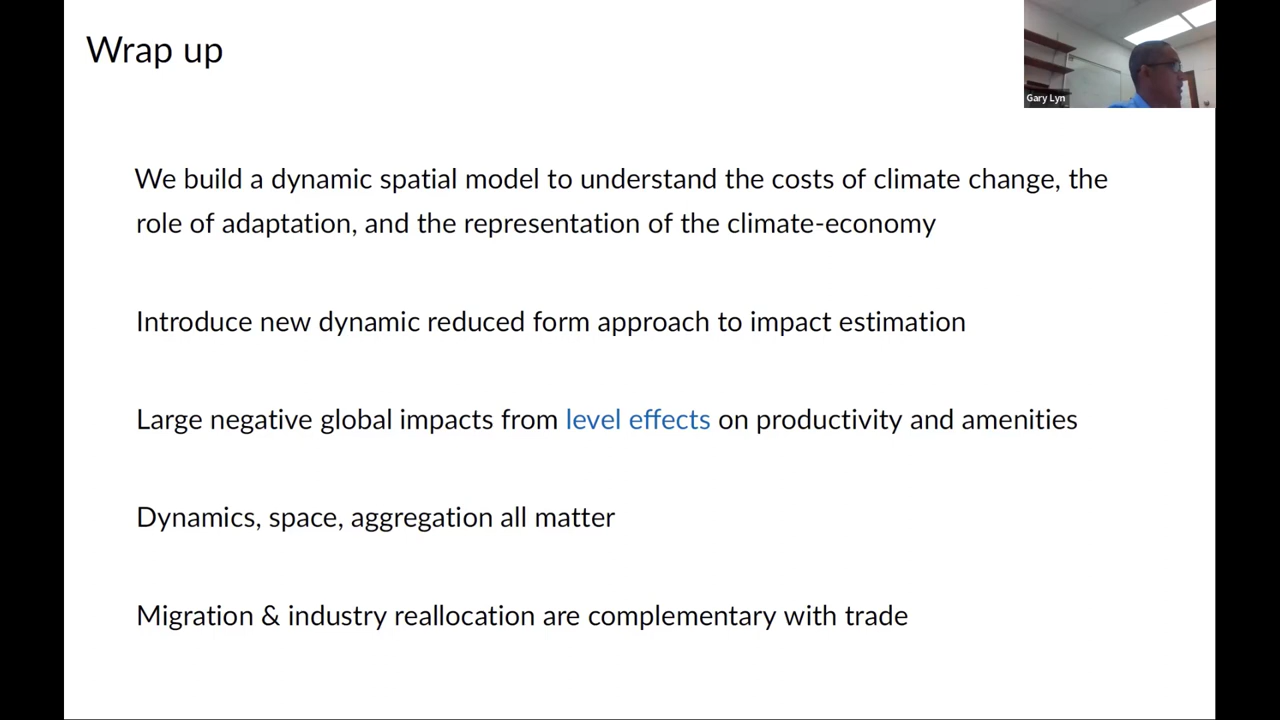 Wrap up
Gary Lyn
We build a dynamic spatial model to understand the costs of climate change, the
role of adaptation, and the representation of the climate-economy
Introduce new dynamic reduced form approach to impact estimation
Large negative global impacts from level effects on productivity and amenities
Dynamics, space, aggregation all matter
Migration & industry reallocation are complementary with trade